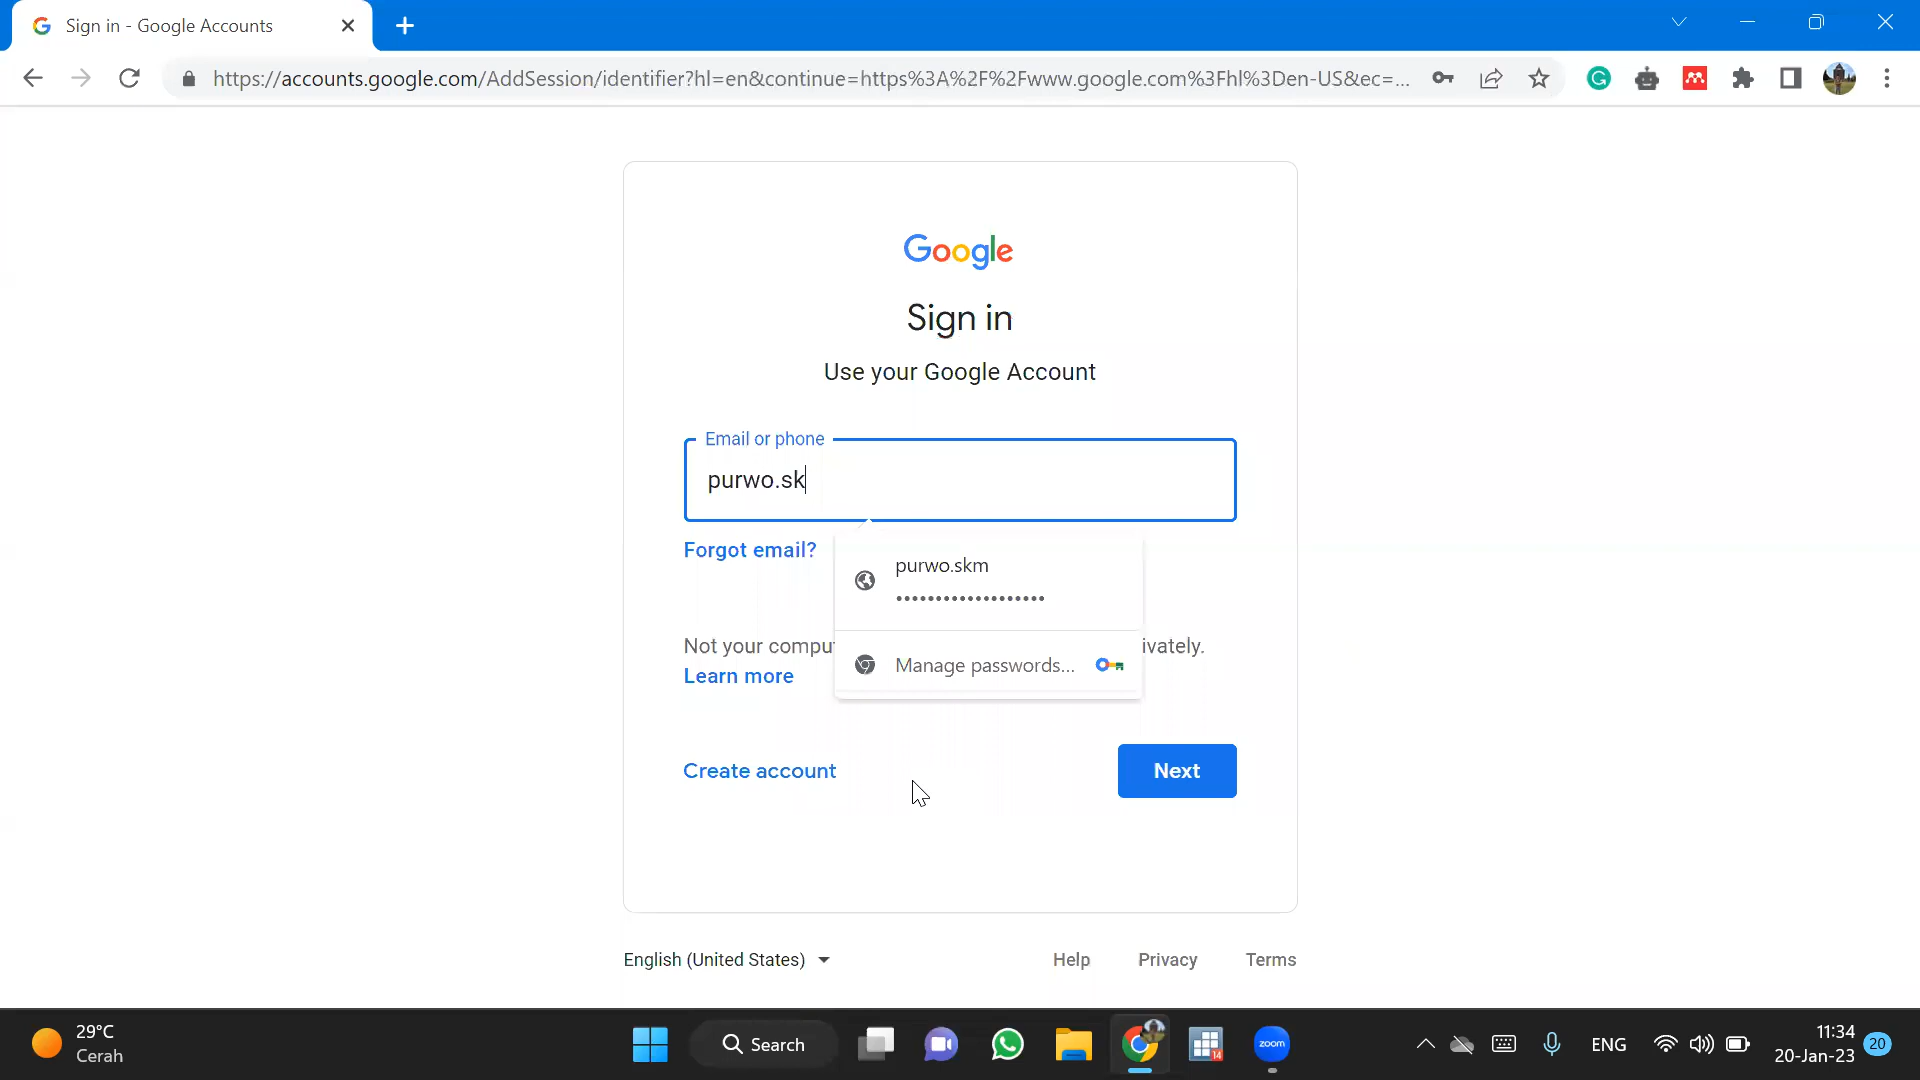 Sign in - Google Accounts
https://accounts.google.com/AddSession/identifier?hl=en&continue=https%3A%2F%2Fwww.google.com%3Fhl%3Den-US&ec=...
Google
Sign in
Use your Google Account
Email or phone
purwo.sk
Forgot email?
purwo.skm
••••••••••••••••••••
Not your compu
ivately.
Manage passwords...
Learn more
Create account
Next
English (United States)
Help
Privacy
Terms
29°C
Cerah
Search
14
zoom
ENG
11:34
20-Jan-23
20